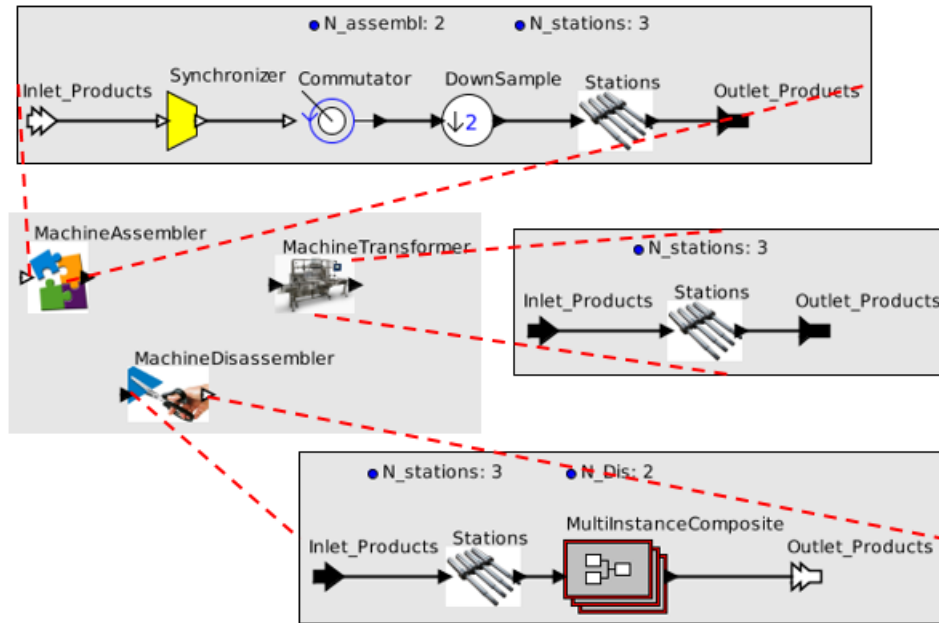 N_assembl: 2 N_stations: 3
Inlet_Products Synchronizer Commutator DownSample Stations Outlet_Products
↓2
MachineAssembler
MachineTransformer
MachineDisassembler
N_stations: 3
Inlet_Products Stations Outlet_Products
N_stations: 3 N_Dis: 2
Inlet_Products Stations MultiInstanceComposite Outlet_Products